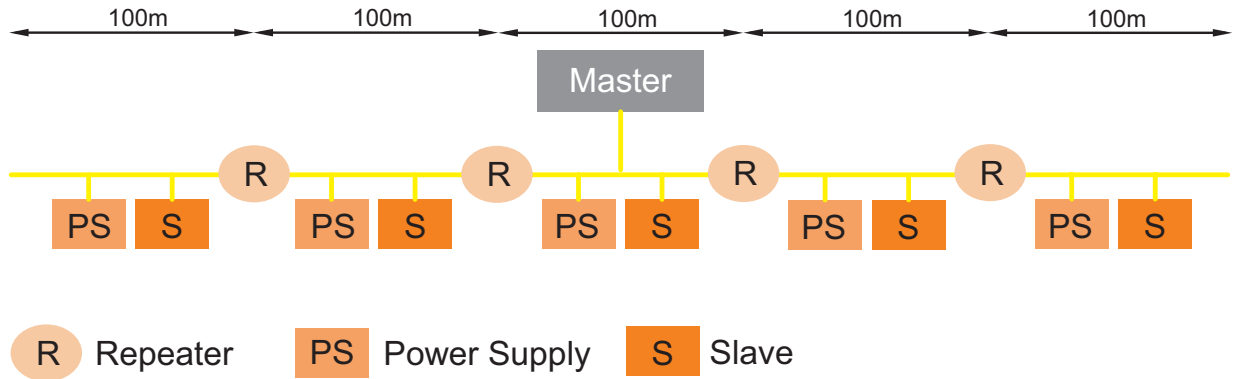 100m 100m 100m 100m 100m
Master
R R R R
PS S PS S PS S PS S PS S
R Repeater PS Power Supply S Slave